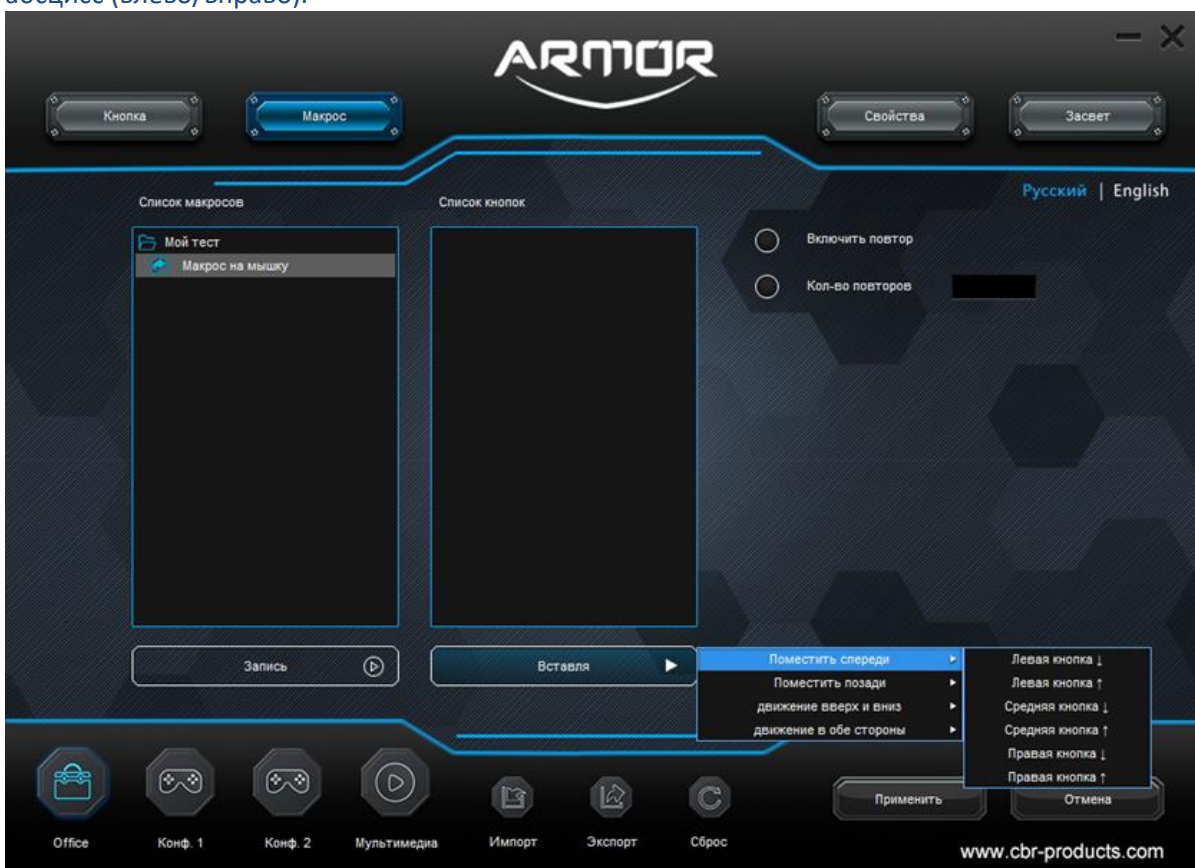 абсцисс (влево/вправо).
ARMOR
Кнопка
Макрос
Свойства
Засвет
Русский | English
Список макросов
Список кнопок
Мой тест
Макрос на мышку
Включить повтор
Кол-во повторов
Запись
Вставля
Поместить спереди
Поместить позади
движение вверх и вниз
движение в обе стороны
Левая кнопка ↓
Левая кнопка ↑
Средняя кнопка ↓
Средняя кнопка ↑
Правая кнопка ↓
Правая кнопка ↑
Применить
Отмена
Office
Конф. 1
Конф. 2
Мультимедиа
Импорт
Экспорт
Сброс
www.cbr-products.com